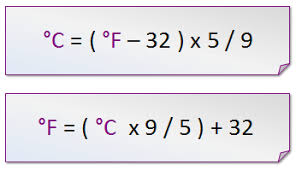 °C = ( °F – 32 ) x 5 / 9
°F = ( °C x 9 / 5 ) + 32